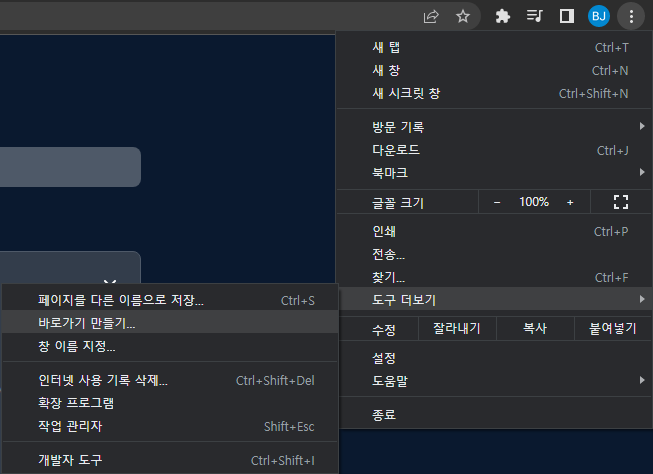 BJ
새 탭 Ctrl+T
새 창 Ctrl+N
새 시크릿 창 Ctrl+Shift+N
방문 기록
다운로드 Ctrl+J
북마크
글꼴 크기 - 100% +
인쇄 Ctrl+P
전송...
찾기... Ctrl+F
도구 더보기
수정 잘라내기 복사 붙여넣기
설정
도움말
종료
페이지를 다른 이름으로 저장... Ctrl+S
바로가기 만들기...
창 이름 지정...
인터넷 사용 기록 삭제... Ctrl+Shift+Del
확장 프로그램
작업 관리자 Shift+Esc
개발자 도구 Ctrl+Shift+I